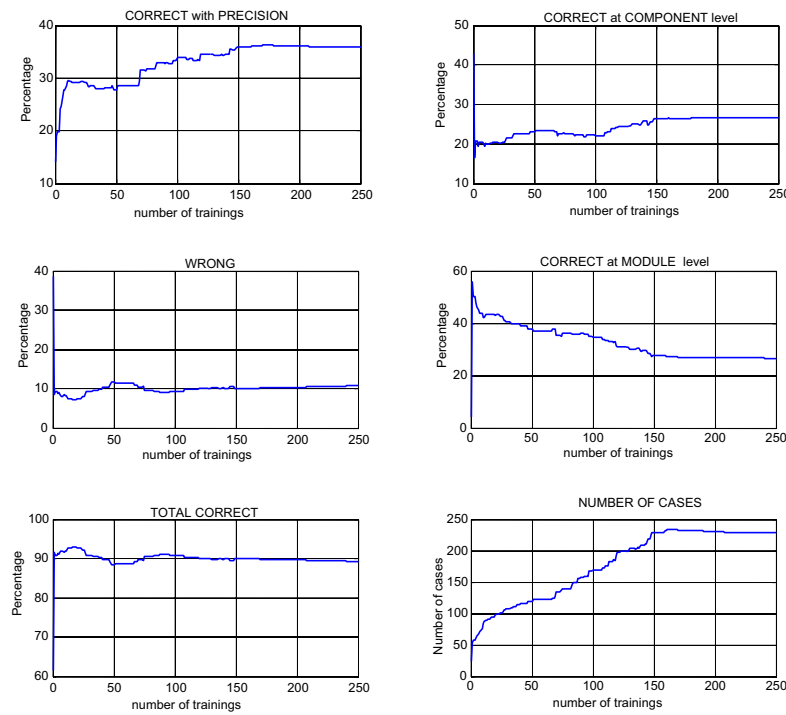 CORRECT with PRECISION
40
30
20
10
0 50 100 150 200 250
Percentage
number of trainings
CORRECT at COMPONENT level
50
40
30
20
10
0 50 100 150 200 250
Percentage
number of trainings
WRONG
40
30
20
10
0
0 50 100 150 200 250
Percentage
number of trainings
CORRECT at MODULE level
60
40
20
0
0 50 100 150 200 250
Percentage
number of trainings
TOTAL CORRECT
100
90
80
70
60
0 50 100 150 200 250
Percentage
number of trainings
NUMBER OF CASES
250
200
150
100
50
0
0 50 100 150 200 250
Number of cases
number of trainings